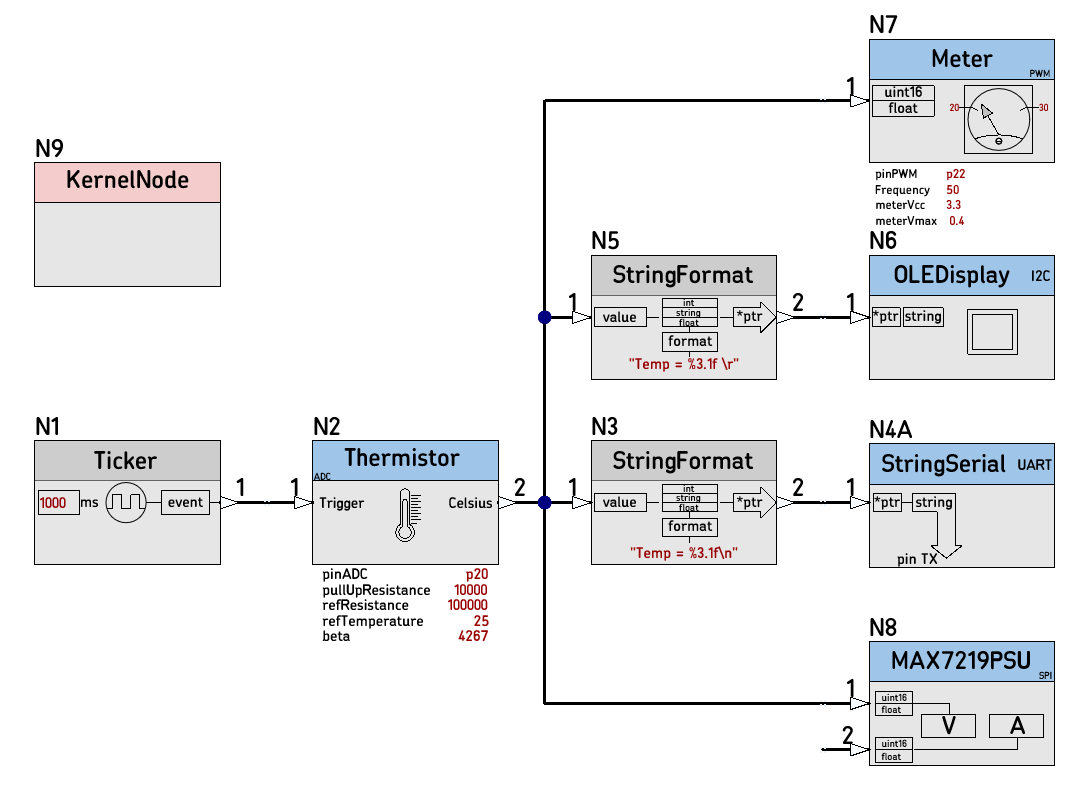 N7
Meter
PWM
1
uint16
float
20
30
pinPWM p22
Frequency 50
meterVcc 3.3
meterVmax 0.4
N9
KernelNode
N5
StringFormat
1
value
int
string
float
format
*ptr
2
"Temp = %3.1f \r"
N6
OLEDisplay I2C
1
*ptr string
N1
Ticker
1000 ms
event
1
N2
Thermistor
ADC
1
Trigger
Celsius
2
pinADC p20
pullUpResistance 10000
refResistance 100000
refTemperature 25
beta 4267
N3
StringFormat
1
value
int
string
float
format
*ptr
2
"Temp = %3.1f\n"
N4A
StringSerial UART
1
*ptr string
pin TX
N8
MAX7219PSU
SPI
1
uint16
float
V A
2
uint16
float